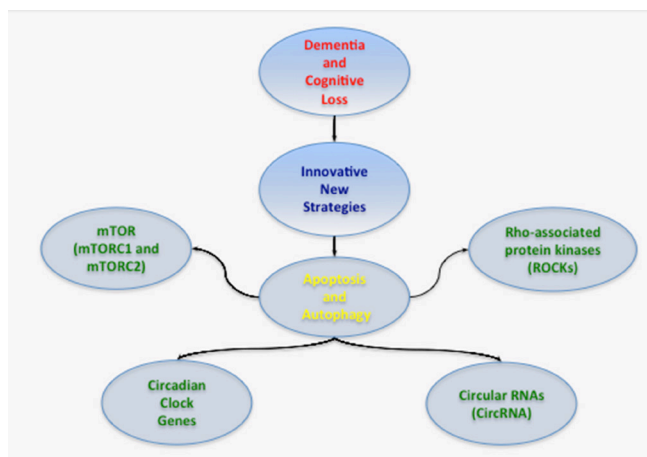 Dementia
and
Cognitive
Loss
Innovative
New
Strategies
mTOR
(mTORC1 and
mTORC2)
Rho-associated
protein kinases
(ROCKs)
Apoptosis
and
Autophagy
Circadian
Clock
Genes
Circular RNAs
(CircRNA)